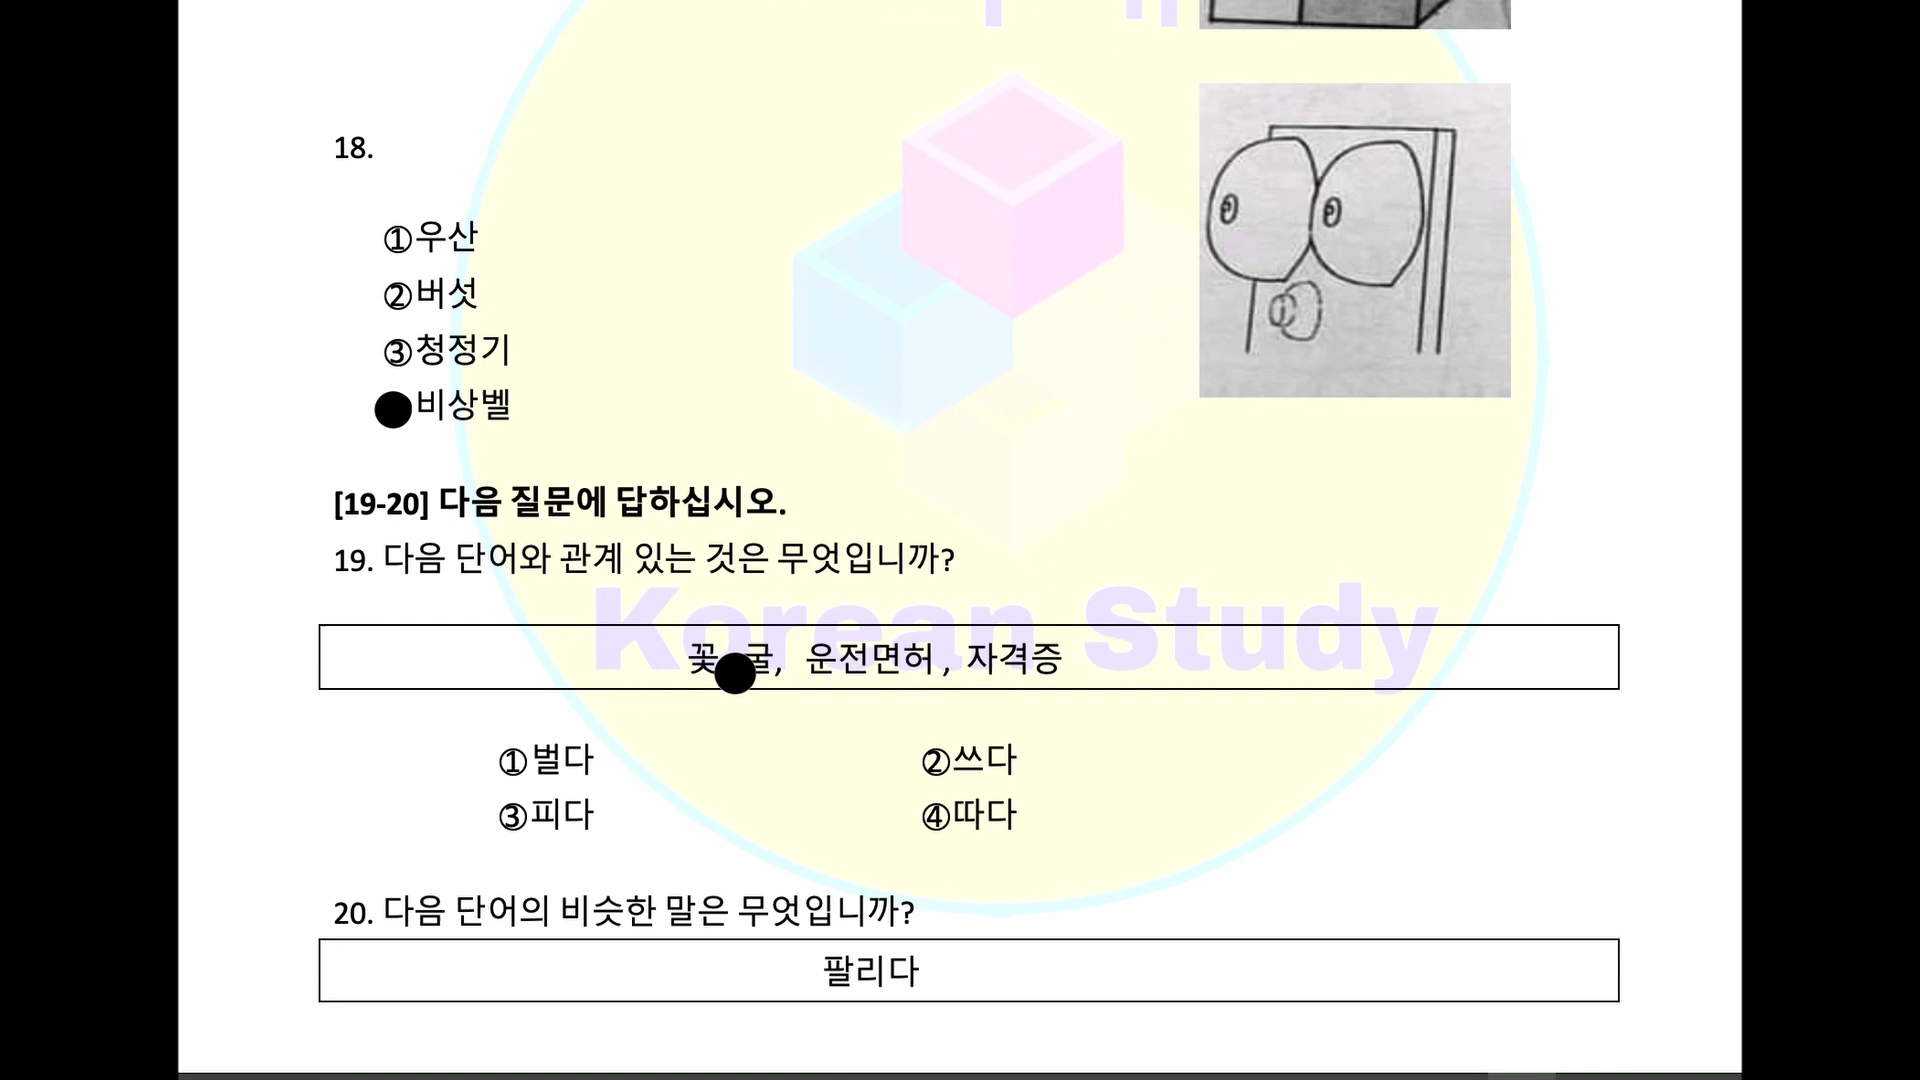 18.
①우산
②버섯
③청정기
비상벨
[19-20] 다음 질문에 답하십시오.
19. 다음 단어와 관계 있는 것은 무엇입니까?
Korean Study
꽃 굴, 운전면허, 자격증
①벌다 ②쓰다
③피다 ④따다
20. 다음 단어의 비슷한 말은 무엇입니까?
팔리다